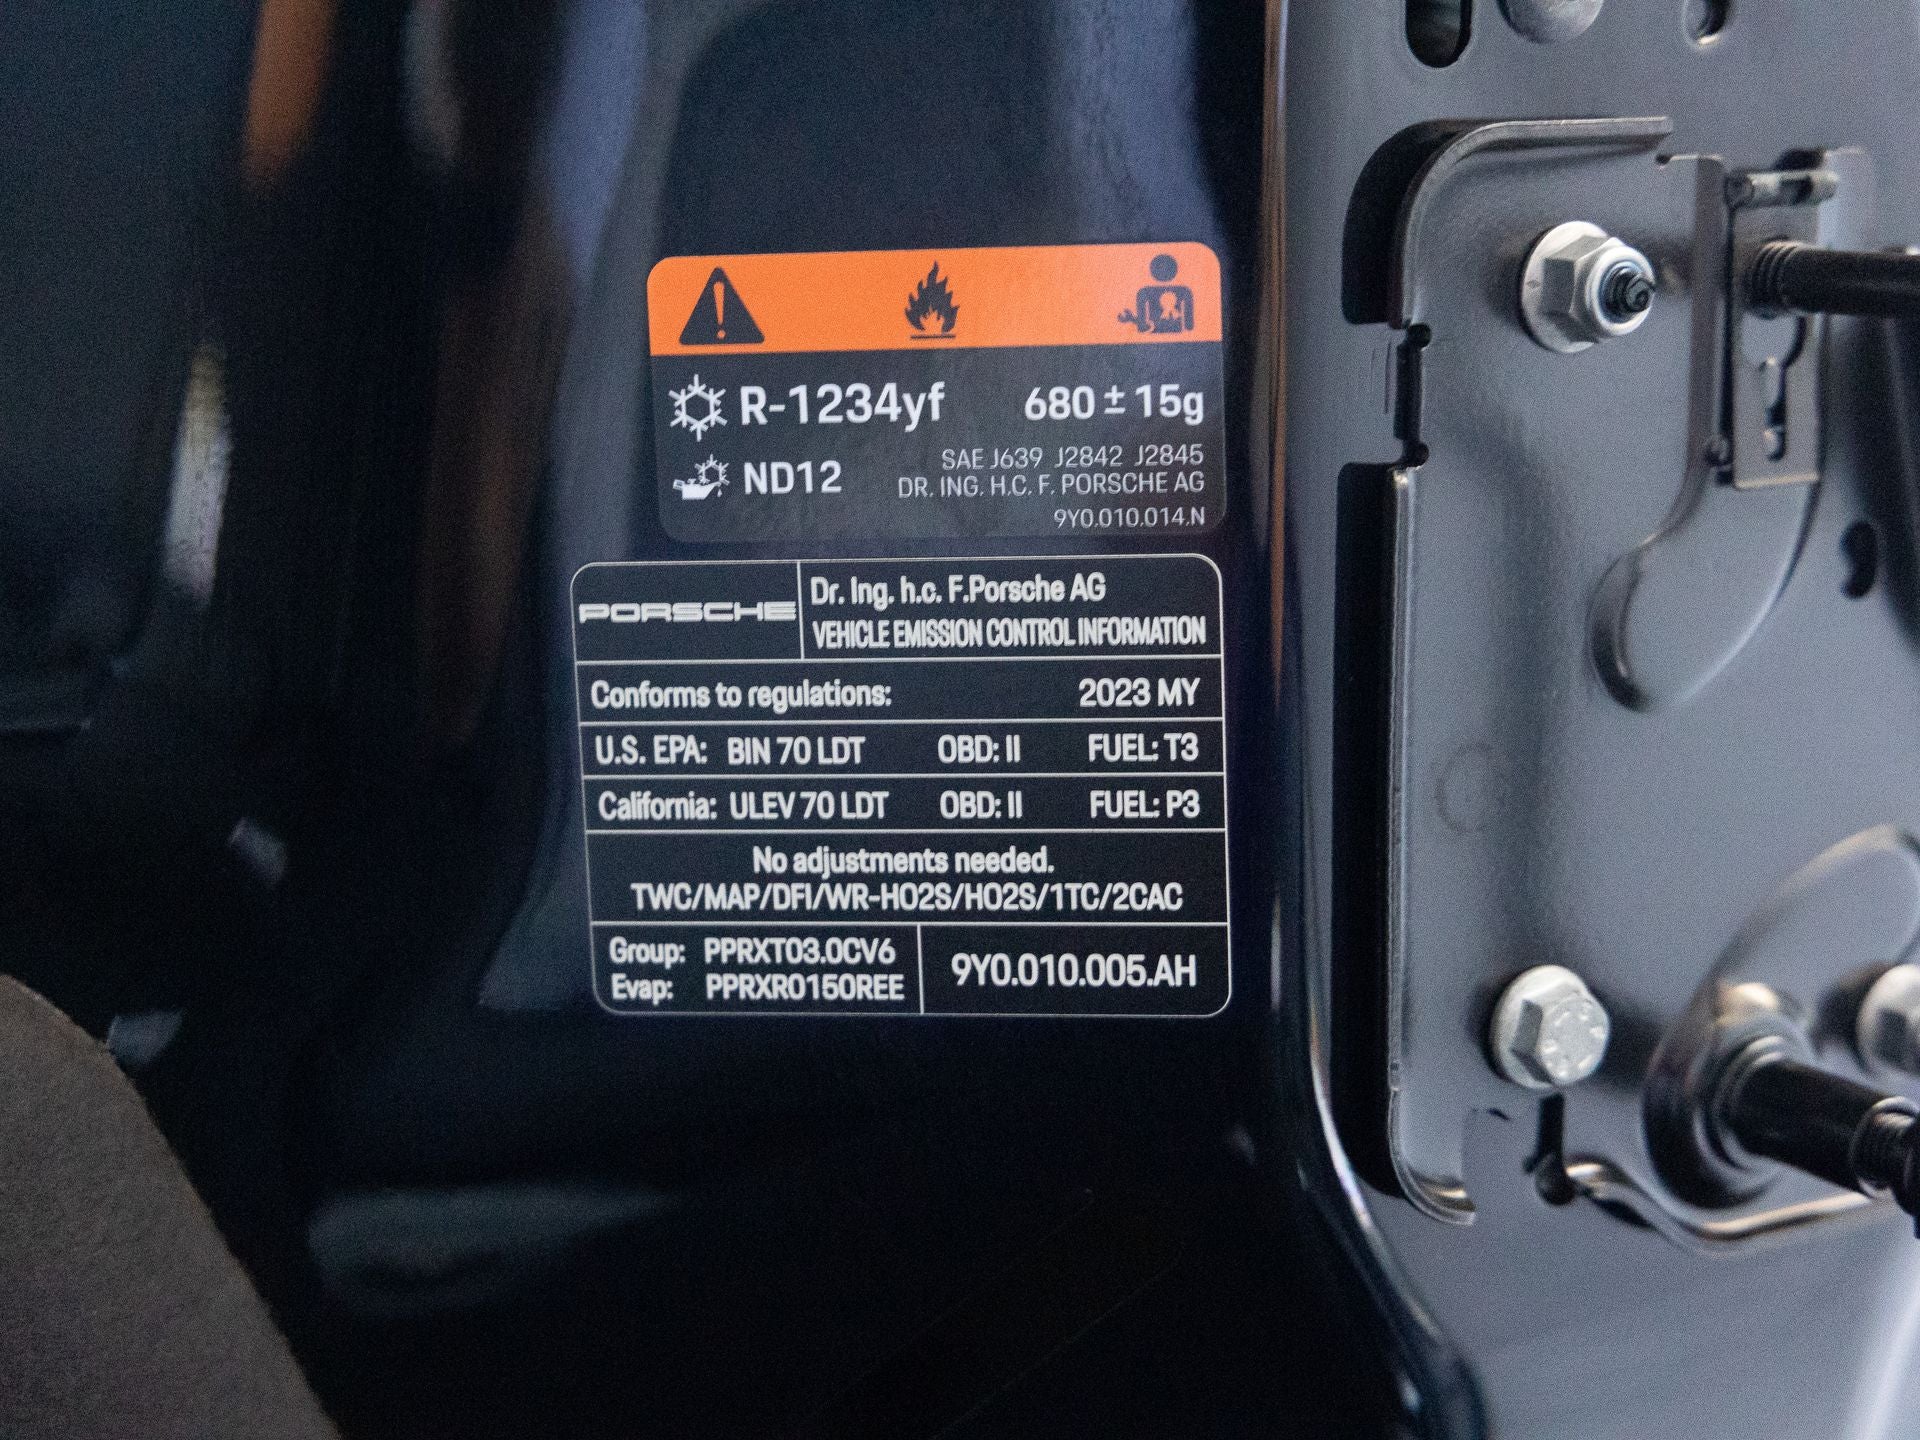 R-1234yf 680 ± 15g
ND12
SAE J639 J2842 J2845
DR. ING. H.C. F. PORSCHE AG
9Y0.010.014.N
PORSCHE
Dr. Ing. h.c. F.Porsche AG
VEHICLE EMISSION CONTROL INFORMATION
Conforms to regulations: 2023 MY
U.S. EPA: BIN 70 LDT OBD: II FUEL: T3
California: ULEV 70 LDT OBD: II FUEL: P3
No adjustments needed.
TWC/MAP/DFI/WR-HO2S/HO2S/1TC/2CAC
Group: PPRXT03.0CV6
Evap: PPRXR0150REE
9Y0.010.005.AH